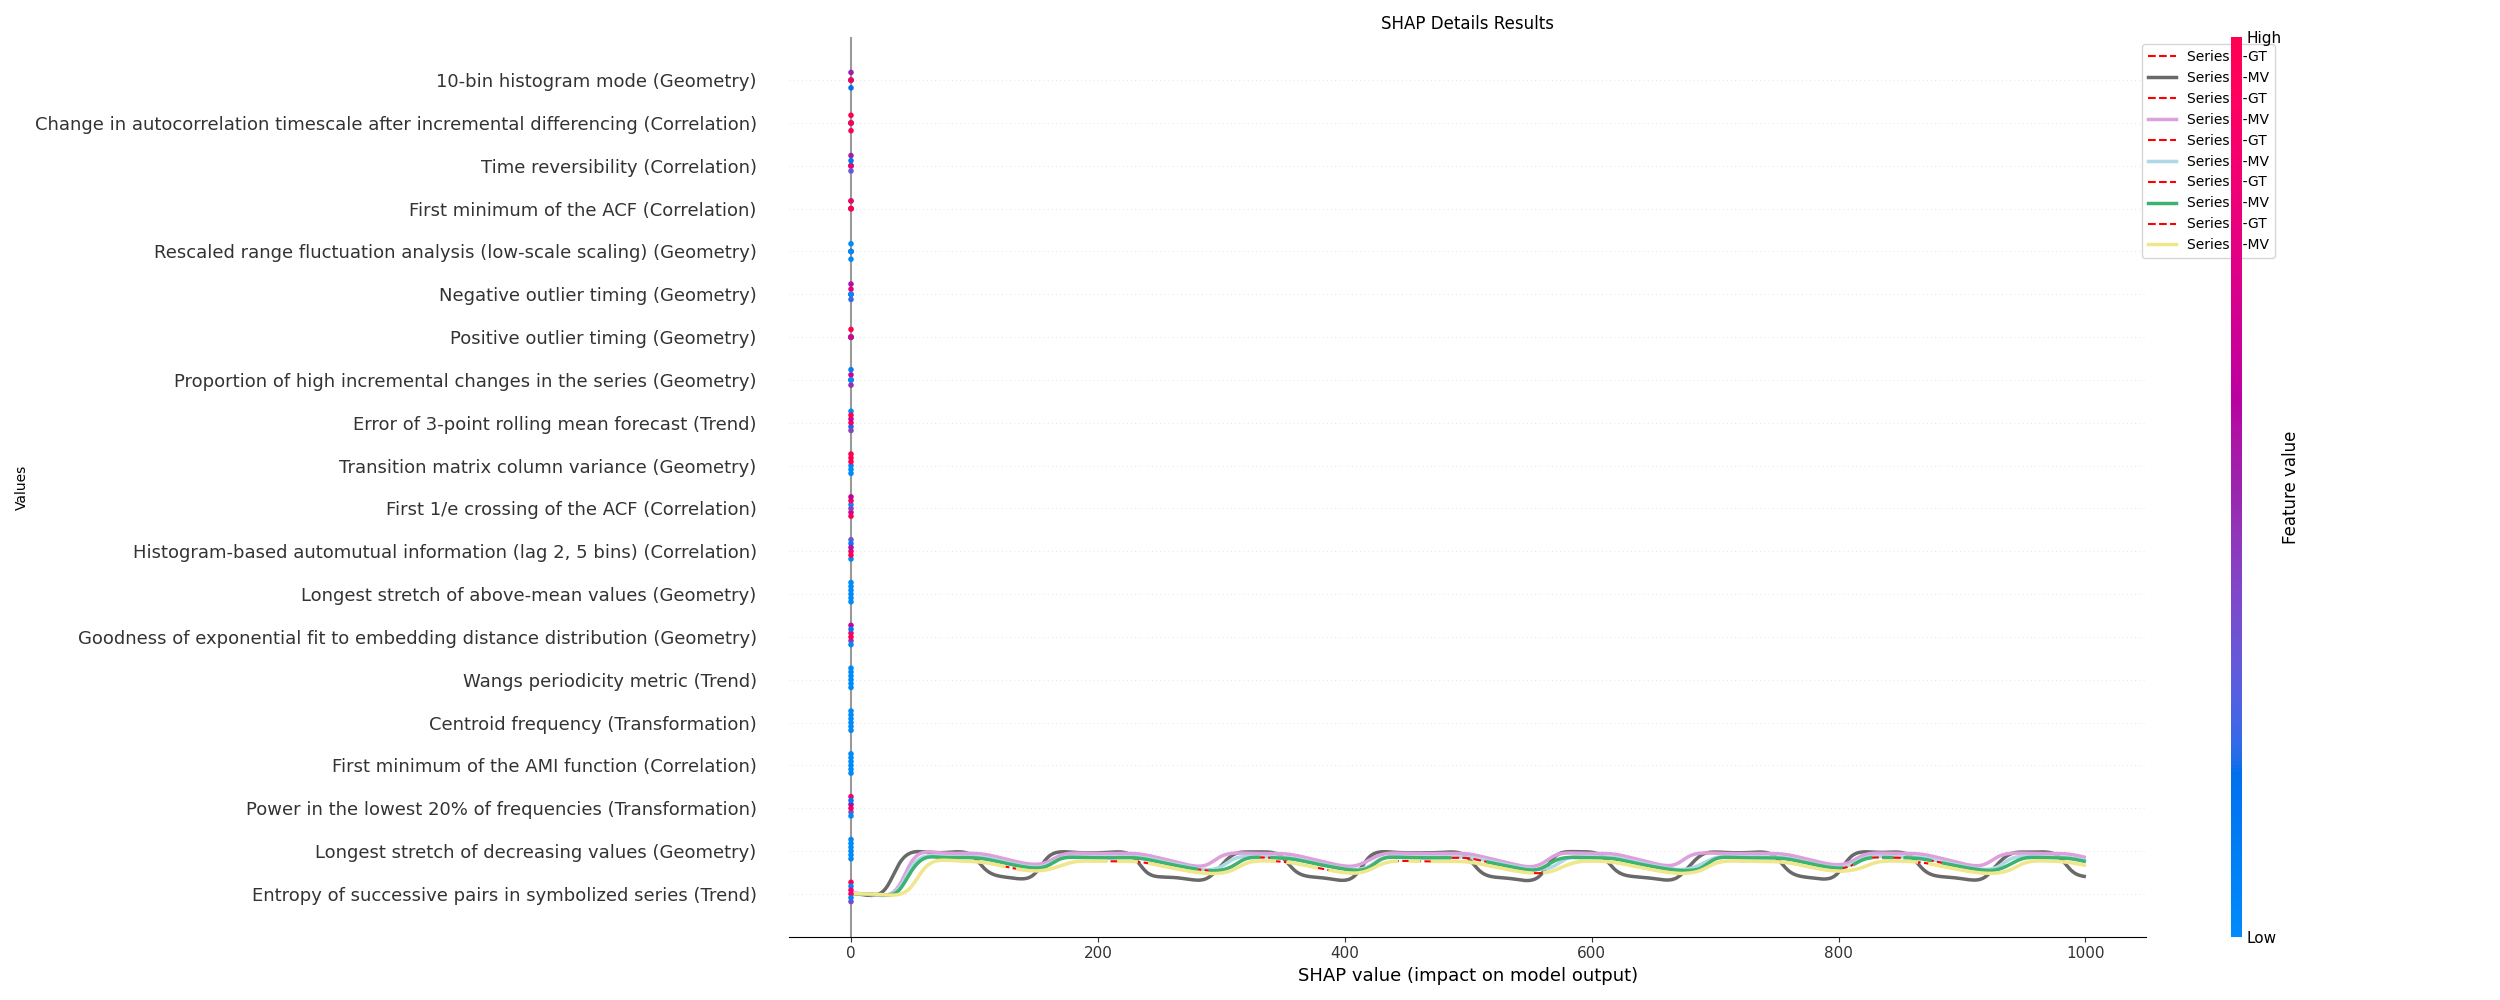 SHAP Details Results
High
Series -GT
Series -MV
Series -GT
Series -MV
Series -GT
Series -MV
Series -GT
Series -MV
Series -GT
Series -MV
10-bin histogram mode (Geometry)
Change in autocorrelation timescale after incremental differencing (Correlation)
Time reversibility (Correlation)
First minimum of the ACF (Correlation)
Rescaled range fluctuation analysis (low-scale scaling) (Geometry)
Negative outlier timing (Geometry)
Positive outlier timing (Geometry)
Proportion of high incremental changes in the series (Geometry)
Error of 3-point rolling mean forecast (Trend)
Transition matrix column variance (Geometry)
First 1/e crossing of the ACF (Correlation)
Histogram-based automutual information (lag 2, 5 bins) (Correlation)
Longest stretch of above-mean values (Geometry)
Goodness of exponential fit to embedding distance distribution (Geometry)
Wangs periodicity metric (Trend)
Centroid frequency (Transformation)
First minimum of the AMI function (Correlation)
Power in the lowest 20% of frequencies (Transformation)
Longest stretch of decreasing values (Geometry)
Entropy of successive pairs in symbolized series (Trend)
Values
Feature value
Low
0 200 400 600 800 1000
SHAP value (impact on model output)